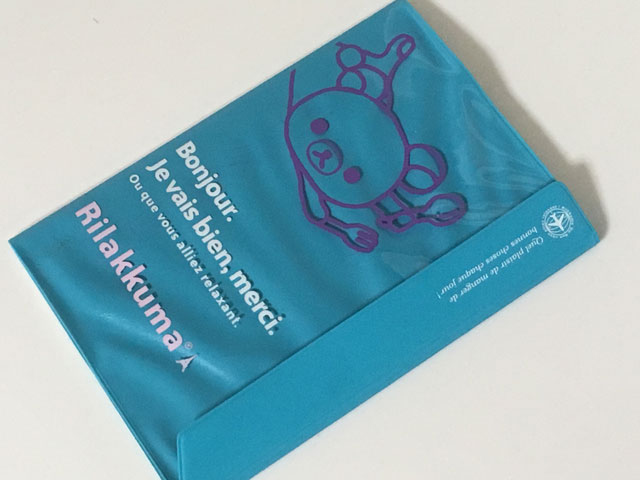 Bonjour.
Je vais bien, merci.
Ou que vous alliez relaxant.
Rilakkuma®
Quel plaisir de manger de
bonnes choses chaque jour!